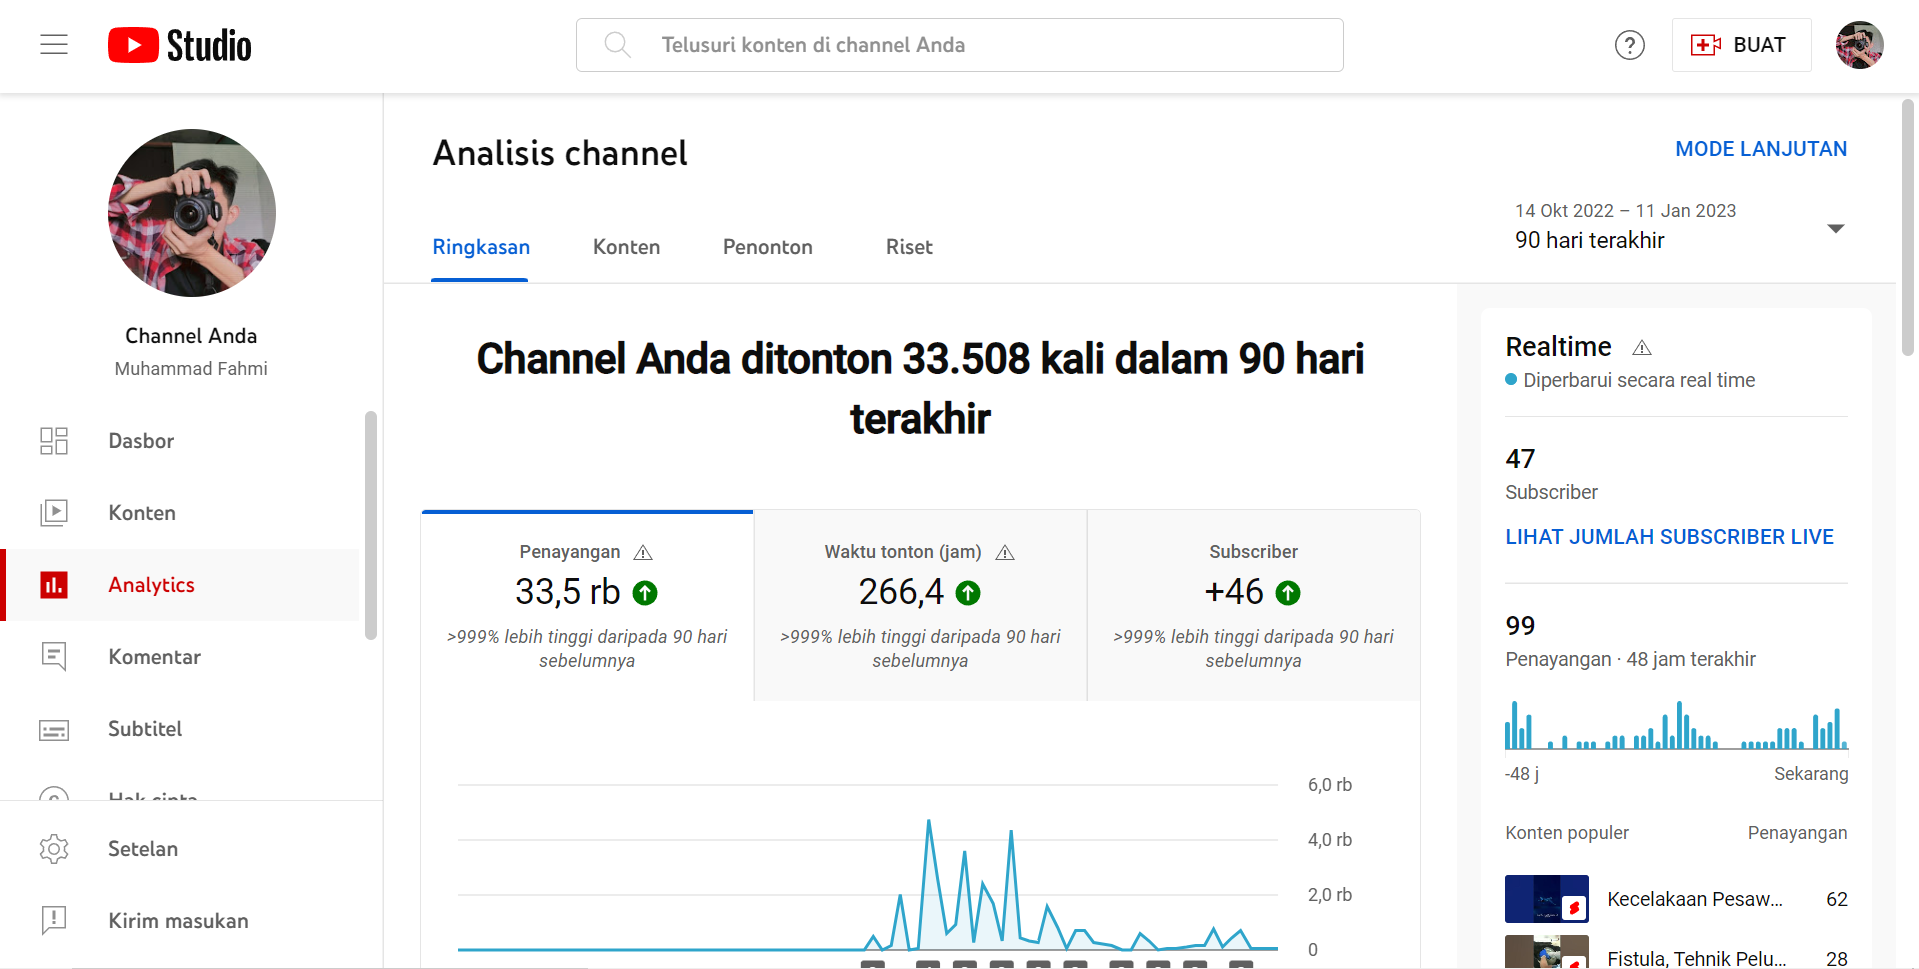 Studio
Telusuri konten di channel Anda
BUAT
Channel Anda
Muhammad Fahmi
Dasbor
Konten
Analytics
Komentar
Subtitel
Hak cipta
Setelan
Kirim masukan
Analisis channel
MODE LANJUTAN
14 Okt 2022 – 11 Jan 2023
90 hari terakhir
Ringkasan
Konten
Penonton
Riset
Channel Anda ditonton 33.508 kali dalam 90 hari
terakhir
Penayangan
33,5 rb
>999% lebih tinggi daripada 90 hari
sebelumnya
Waktu tonton (jam)
266,4
>999% lebih tinggi daripada 90 hari
sebelumnya
Subscriber
+46
>999% lebih tinggi daripada 90 hari
sebelumnya
6,0 rb
4,0 rb
2,0 rb
0
Realtime
Diperbarui secara real time
47
Subscriber
LIHAT JUMLAH SUBSCRIBER LIVE
99
Penayangan · 48 jam terakhir
-48 j
Sekarang
Konten populer
Penayangan
Kecelakaan Pesaw...
62
Fistula, Tehnik Pelu...
28